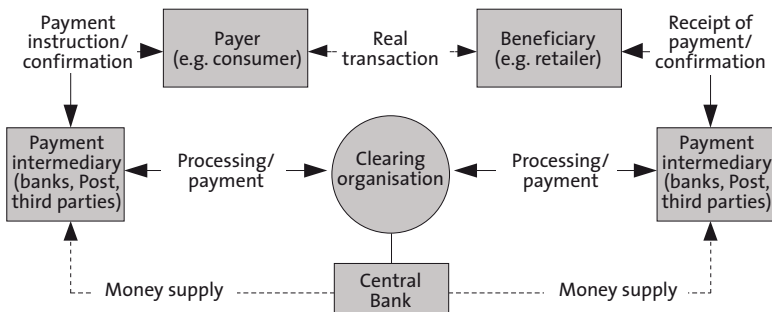 Payment
instruction/
confirmation
Payer
(e.g. consumer)
Real
transaction
Beneficiary
(e.g. retailer)
Receipt of
payment/
confirmation
Payment
intermediary
(banks, Post,
third parties)
Processing/
payment
Clearing
organisation
Processing/
payment
Payment
intermediary
(banks, Post,
third parties)
Money supply
Central
Bank
Money supply